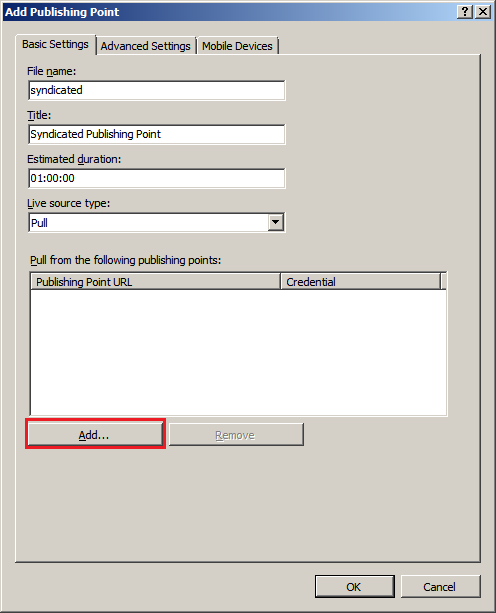 Add Publishing Point
Basic Settings Advanced Settings Mobile Devices
File name:
syndicated
Title:
Syndicated Publishing Point
Estimated duration:
01:00:00
Live source type:
Pull
Pull from the following publishing points:
Publishing Point URL Credential
Add... Remove
OK Cancel